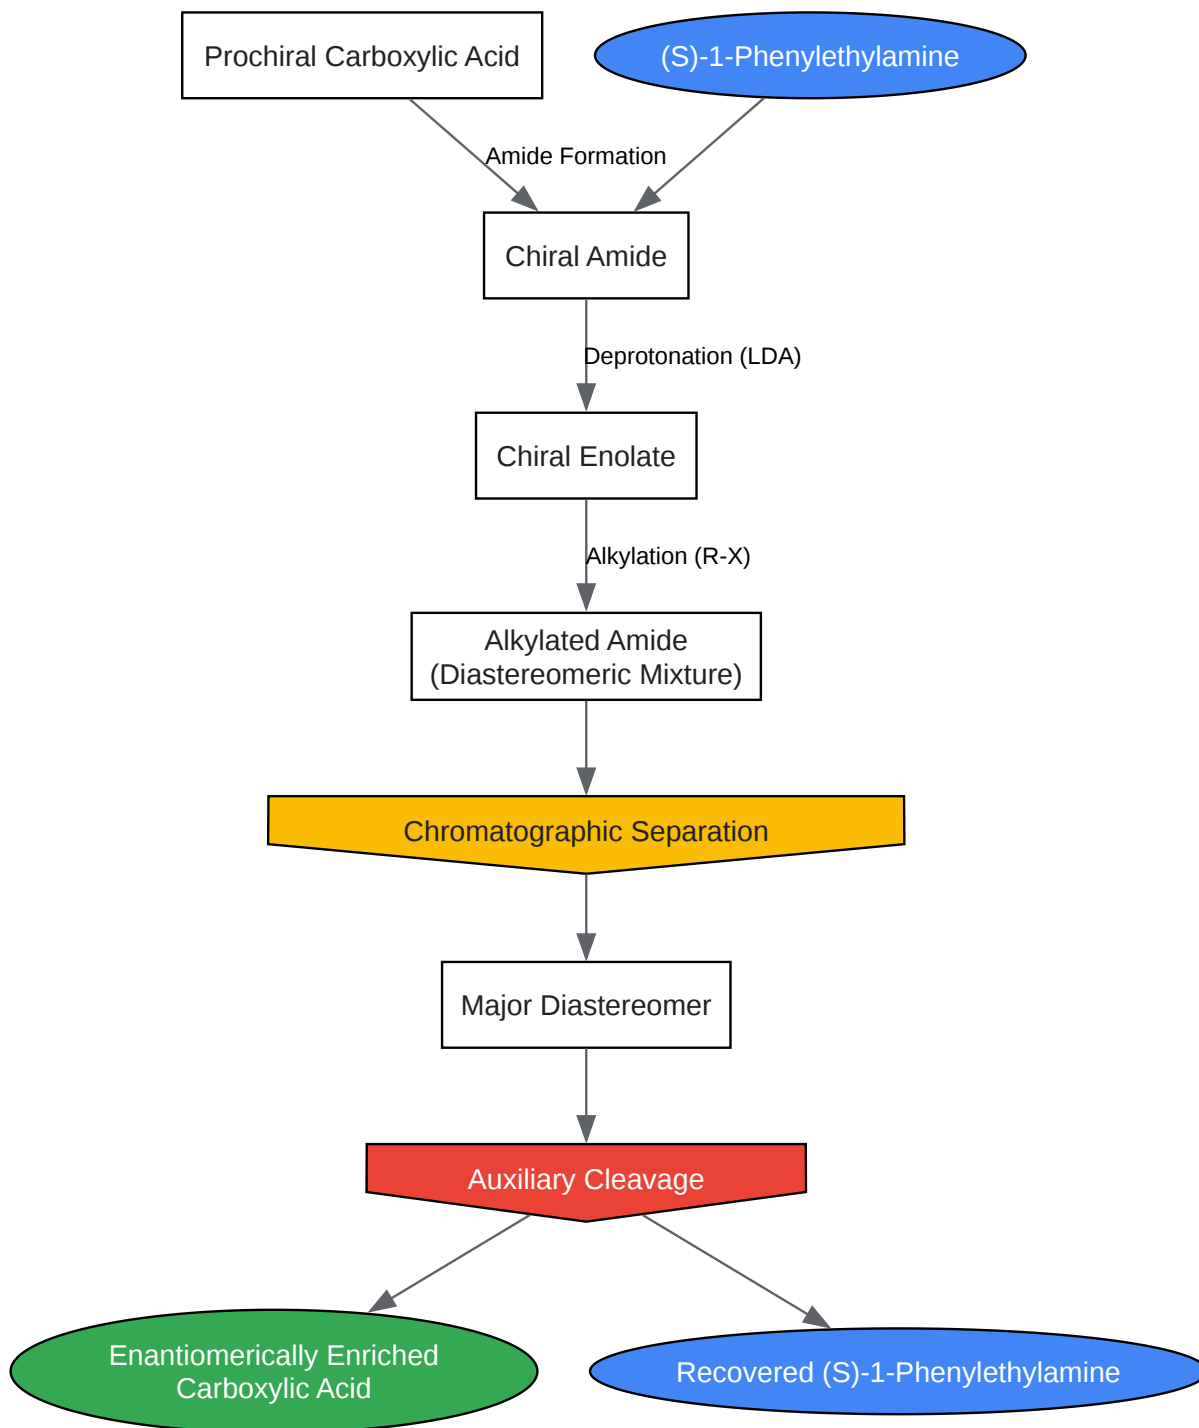 Prochiral Carboxylic Acid
(S)-1-Phenylethylamine
Amide Formation
Chiral Amide
Deprotonation (LDA)
Chiral Enolate
Alkylation (R-X)
Alkylated Amide
(Diastereomeric Mixture)
Chromatographic Separation
Major Diastereomer
Auxiliary Cleavage
Enantiomerically Enriched
Carboxylic Acid
Recovered (S)-1-Phenylethylamine